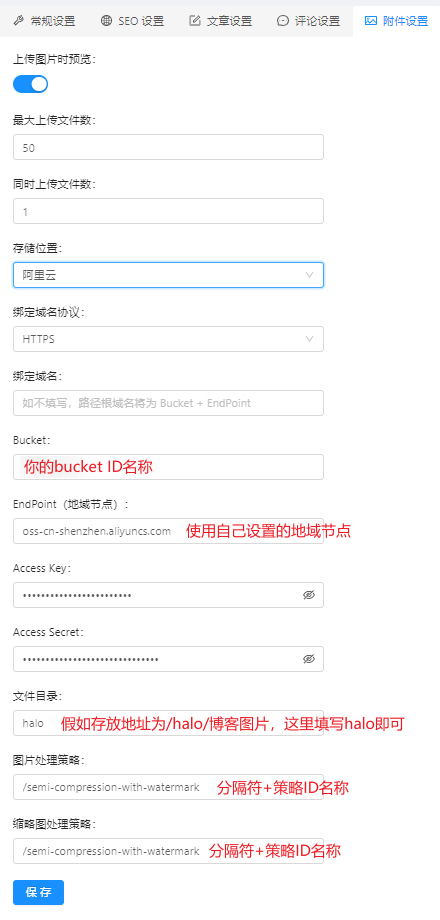 常规设置 SEO 设置 文章设置 评论设置 附件设置
上传图片时预览：
最大上传文件数：
50
同时上传文件数：
1
存储位置：
阿里云
绑定域名协议：
HTTPS
绑定域名：
如不填写，路径根域名将为 Bucket + EndPoint
Bucket：
你的bucket ID名称
EndPoint（地域节点）：
oss-cn-shenzhen.aliyuncs.com 使用自己设置的地域节点
Access Key：
••••••••••••••••••••••••
Access Secret：
••••••••••••••••••••••••••••••
文件目录：
halo 假如存放地址为/halo/博客图片，这里填写halo即可
图片处理策略：
/semi-compression-with-watermark 分隔符+策略ID名称
缩略图处理策略：
/semi-compression-with-watermark 分隔符+策略ID名称
保存